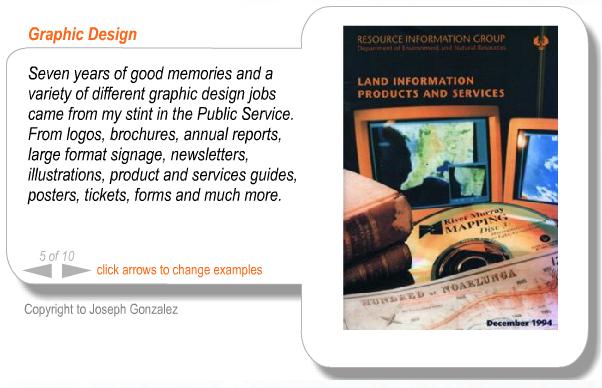 Graphic Design
Seven years of good memories and a
variety of different graphic design jobs
came from my stint in the Public Service.
From logos, brochures, annual reports,
large format signage, newsletters,
illustrations, product and services guides,
posters, tickets, forms and much more.
5 of 10
click arrows to change examples
Copyright to Joseph Gonzalez
RESOURCE INFORMATION GROUP
Department of Environment and Natural Resources
LAND INFORMATION
PRODUCTS AND SERVICES
River Murray
MAPPING
Disc 1
HUNDRED OF NOARLUNGA
December 1994